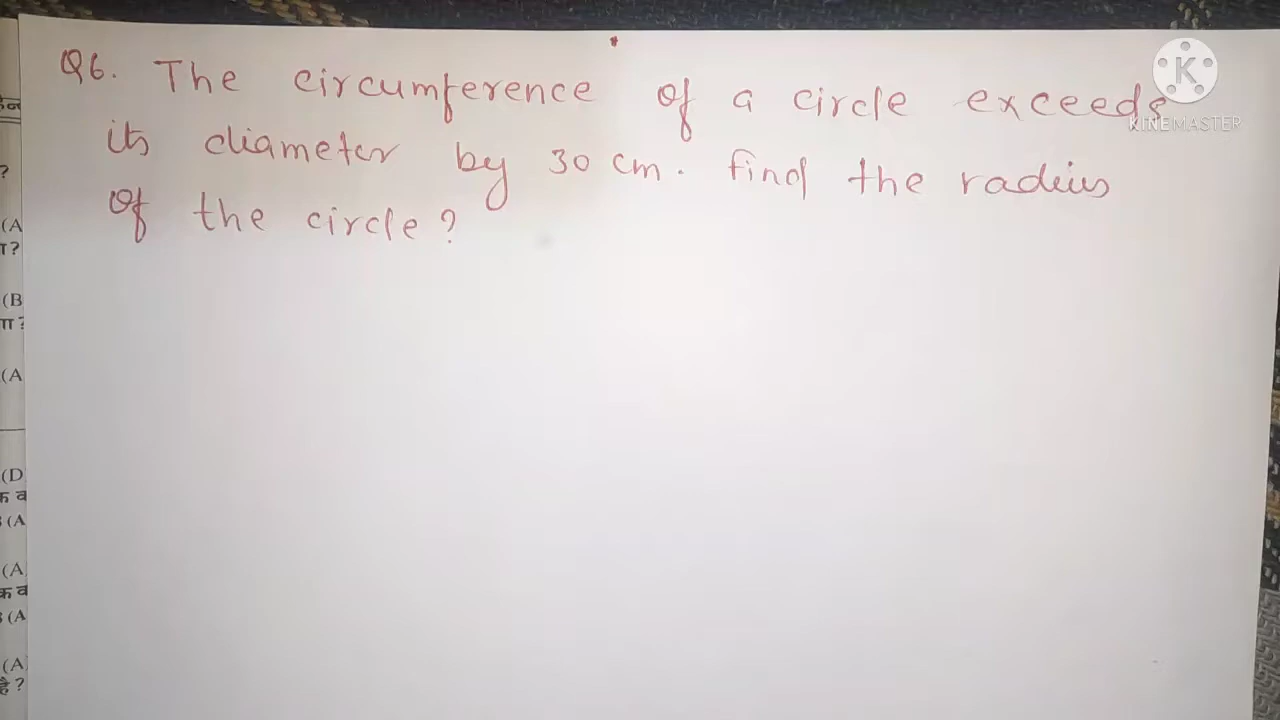 Q6. The circumference of a circle exceeds
its diameter by 30 cm. find the radius
of the circle?
K
KINEMASTER
?
(A
?
(B
?
(A
(D
क व
(A
(A
क व
(A
(A
है ?